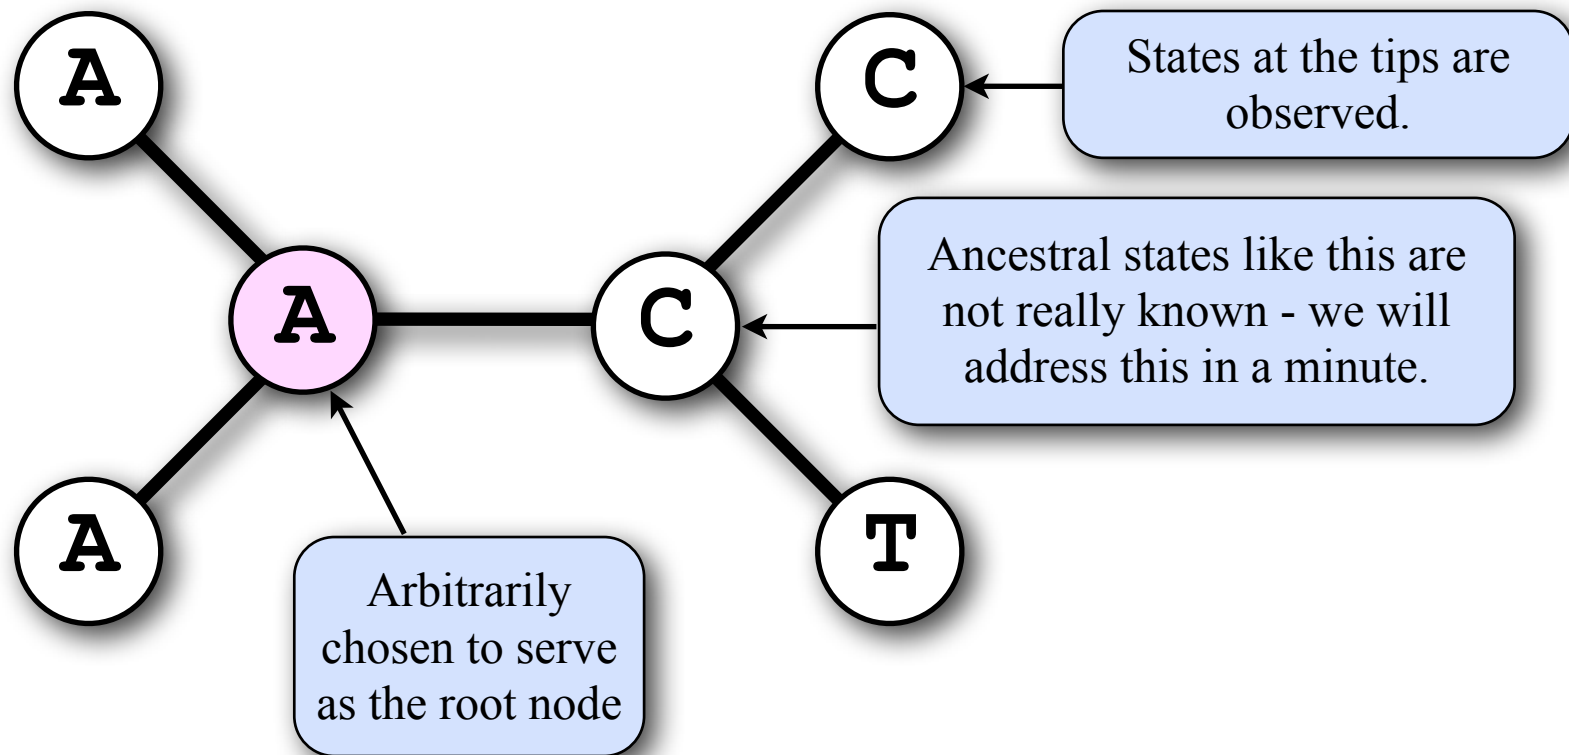 A
C
States at the tips are
observed.
A
C
Ancestral states like this are
not really known - we will
address this in a minute.
A
T
Arbitrarily
chosen to serve
as the root node